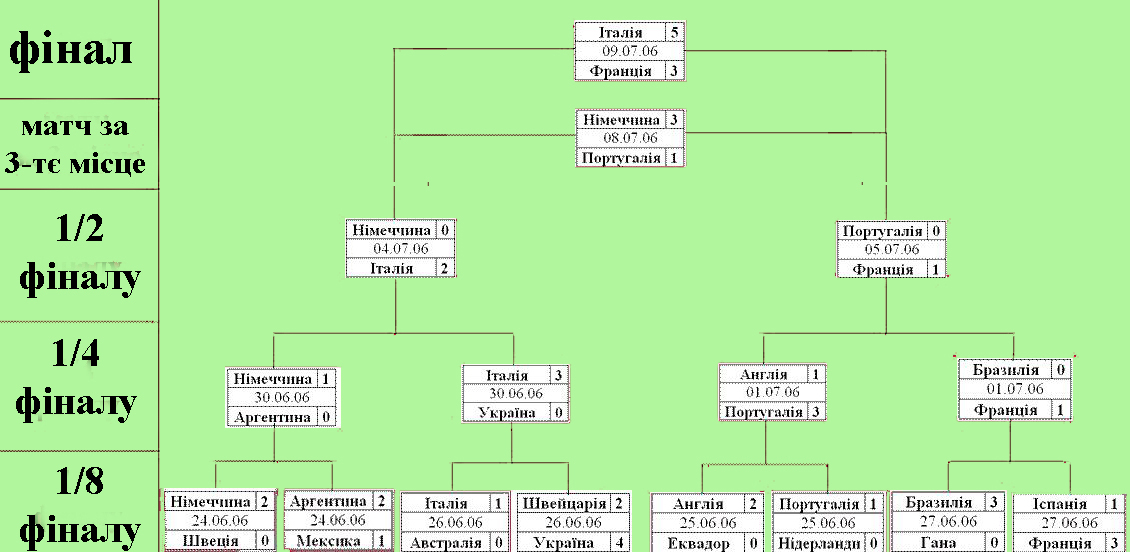 фінал
Італія 5
09.07.06
Франція 3
матч за
3-тє місце
Німеччина 3
08.07.06
Португалія 1
1/2
фіналу
Німеччина 0
04.07.06
Італія 2
Португалія 0
05.07.06
Франція 1
1/4
фіналу
Німеччина 1
30.06.06
Аргентина 0
Італія 3
30.06.06
Україна 0
Англія 1
01.07.06
Португалія 3
Бразилія 0
01.07.06
Франція 1
1/8
фіналу
Німеччина 2
24.06.06
Швеція 0
Аргентина 2
24.06.06
Мексика 1
Італія 1
26.06.06
Австралія 0
Швейцарія 2
26.06.06
Україна 4
Англія 2
25.06.06
Еквадор 0
Португалія 1
25.06.06
Нідерланди 0
Бразилія 3
27.06.06
Гана 0
Іспанія 1
27.06.06
Франція 3